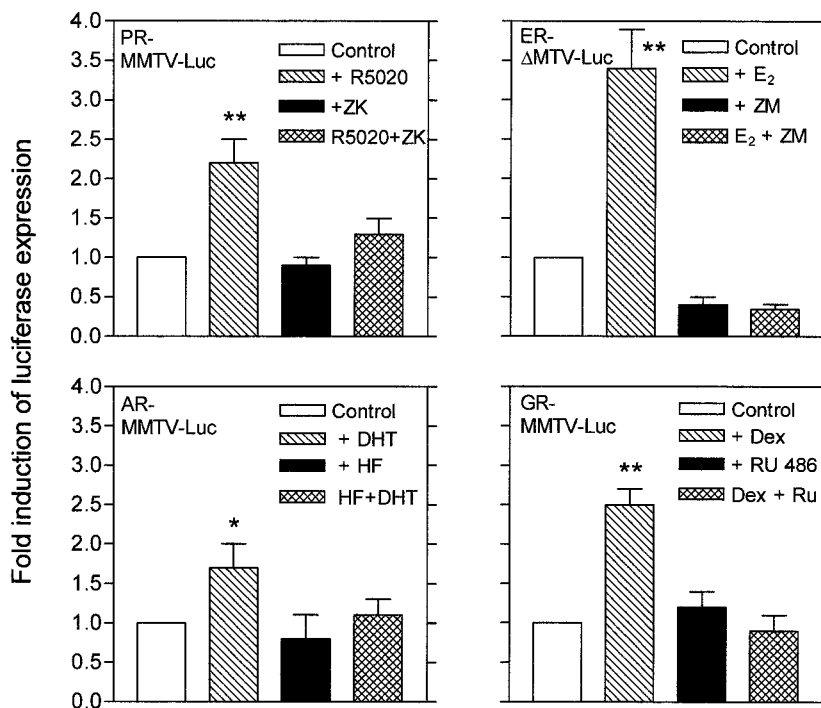 Fold induction of luciferase expression
4.0
3.5
3.0
2.5
2.0
1.5
1.0
0.5
0.0
PR-
MMTV-Luc
Control
+ R5020
+ZK
R5020+ZK
**
ER-
ΔMTV-Luc
Control
+ E2
+ ZM
E2 + ZM
**
4.0
3.5
3.0
2.5
2.0
1.5
1.0
0.5
0.0
AR-
MMTV-Luc
Control
+ DHT
+ HF
HF+DHT
*
GR-
MMTV-Luc
Control
+ Dex
+ RU 486
Dex + Ru
**